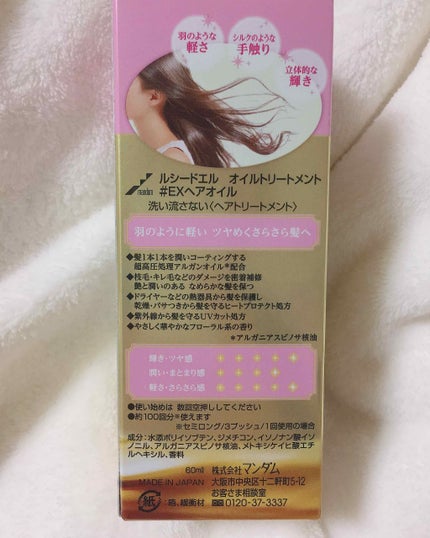 羽のような
軽さ
シルクのような
手触り
立体的な
輝き
mandom
ルシードエル オイルトリートメント
#EXヘアオイル
洗い流さない〈ヘアトリートメント〉
羽のように軽い ツヤめくさらさら髪へ
◆髪1本1本を潤いコーティングする
超高圧処理アルガンオイル*配合
◆枝毛・キレ毛などのダメージを密着補修
艶と潤いのある なめらかな髪を保つ
◆ドライヤーなどの熱器具から髪を保護し
乾燥・パサつきから髪を守るヒートプロテクト処方
◆紫外線から髪を守るUVカット処方
◆やさしく華やかなフローラル系の香り
*アルガニアスピノサ核油
輝き・ツヤ感
潤い・まとまり感
軽さ・さらさら感
●使い始めは 数回空押ししてください
●約100回分*使えます
※セミロング/3プッシュ/1回使用の場合
成分:水添ポリイソブテン、ジメチコン、イソノナン酸イソ
ノニル、アルガニアスピノサ核油、メトキシケイヒ酸エチ
ルヘキシル、香料
60ml 株式会社 マンダム
MADE IN JAPAN 大阪市中央区十二軒町5-12
お客さま相談室
紙 :箱、緩衝材 0120-37-3337